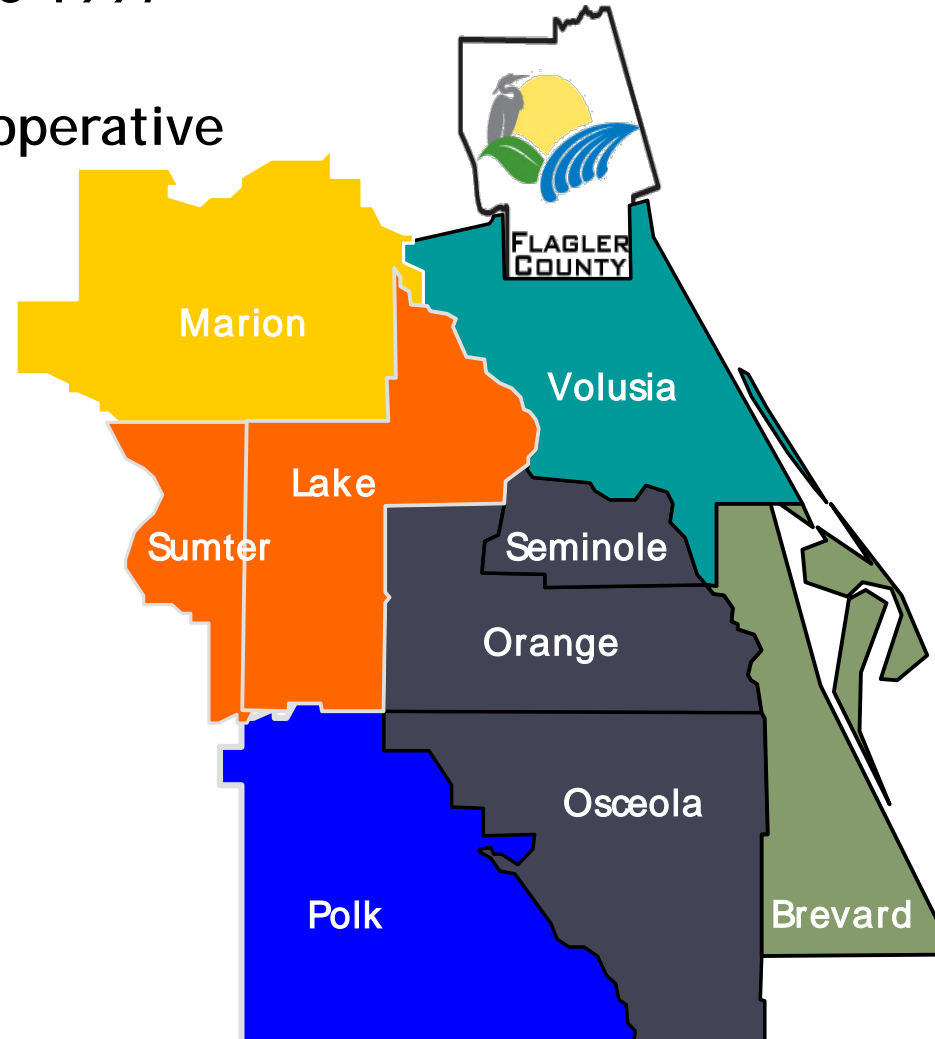 operative
FLAGLER
COUNTY
Marion
Volusia
Lake
Sumter
Seminole
Orange
Osceola
Polk
Brevard